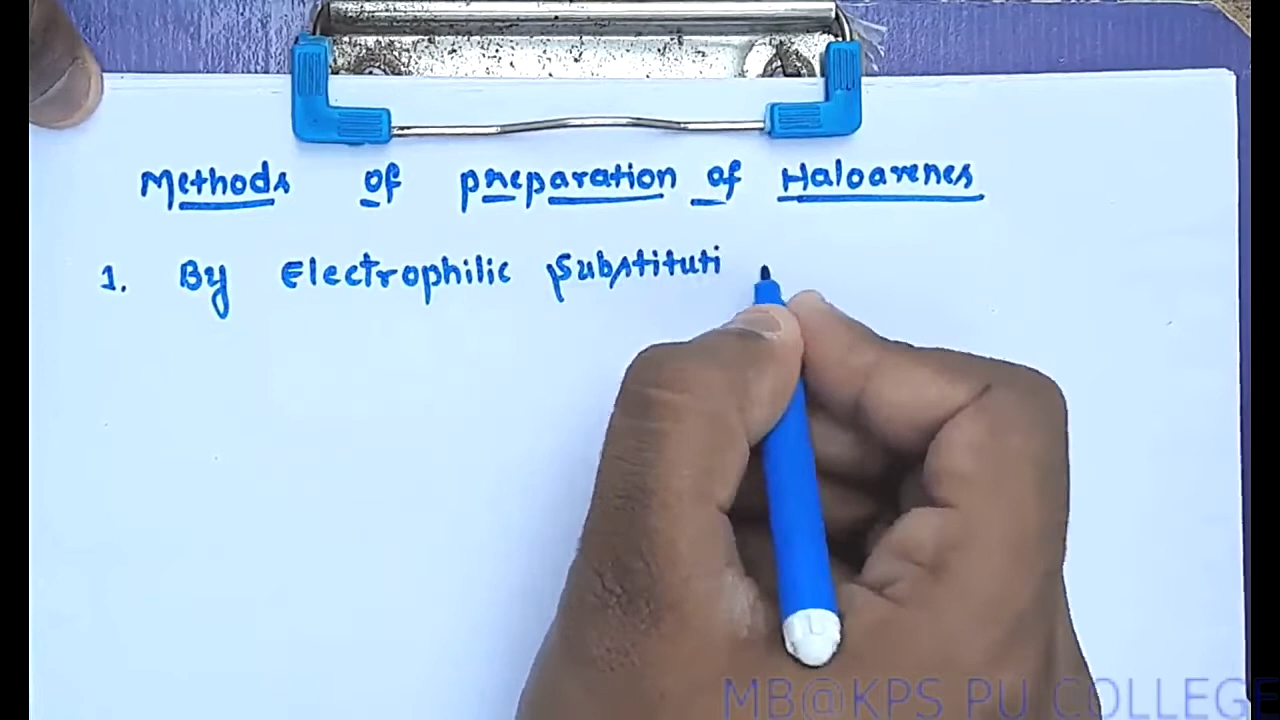 Methods of preparation of Haloarenes
1. By Electrophilic Substituti
MB@KPS PU COLLEGE